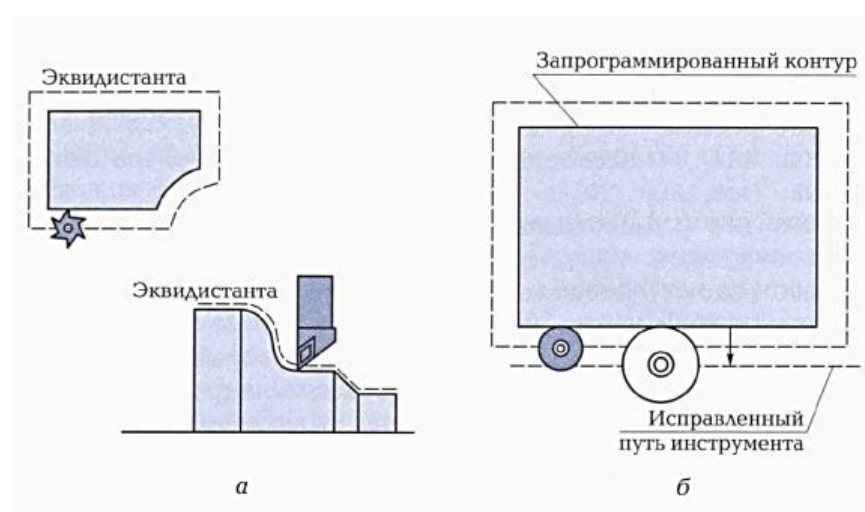 Эквидистанта
Эквидистанта
а
Запрограммированный контур
Исправленный
путь инструмента
б